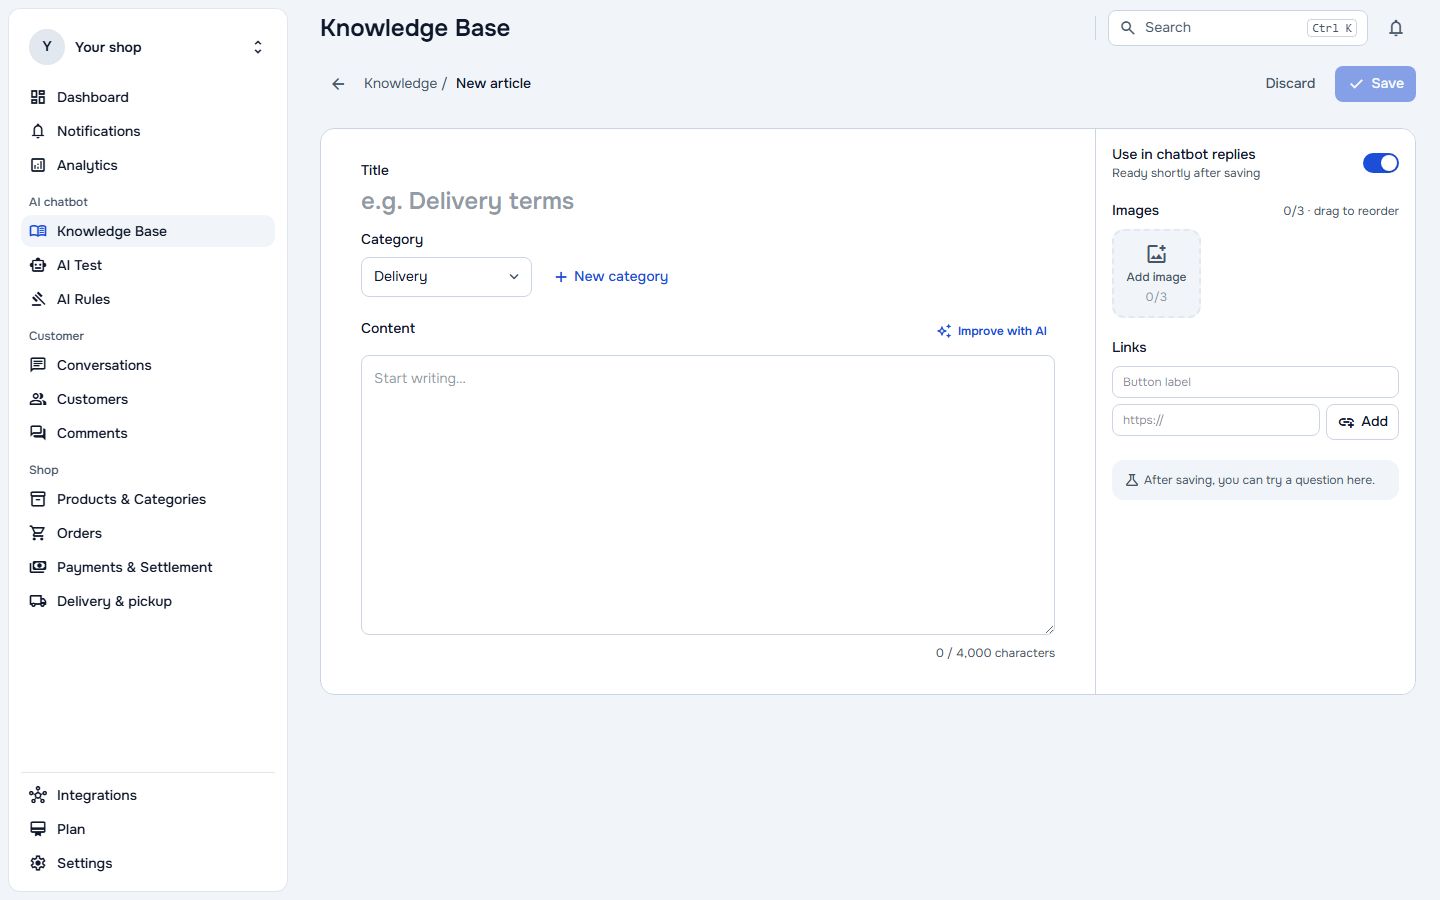 Y
Your shop
Dashboard
Notifications
Analytics
AI chatbot
Knowledge Base
AI Test
AI Rules
Customer
Conversations
Customers
Comments
Shop
Products & Categories
Orders
Payments & Settlement
Delivery & pickup
Integrations
Plan
Settings
Knowledge Base
Search
Ctrl K
Knowledge / New article
Discard
Save
Title
e.g. Delivery terms
Category
Delivery
New category
Content
Improve with AI
Start writing...
0 / 4,000 characters
Use in chatbot replies
Ready shortly after saving
Images
0/3 · drag to reorder
Add image
0/3
Links
Button label
https://
Add
After saving, you can try a question here.